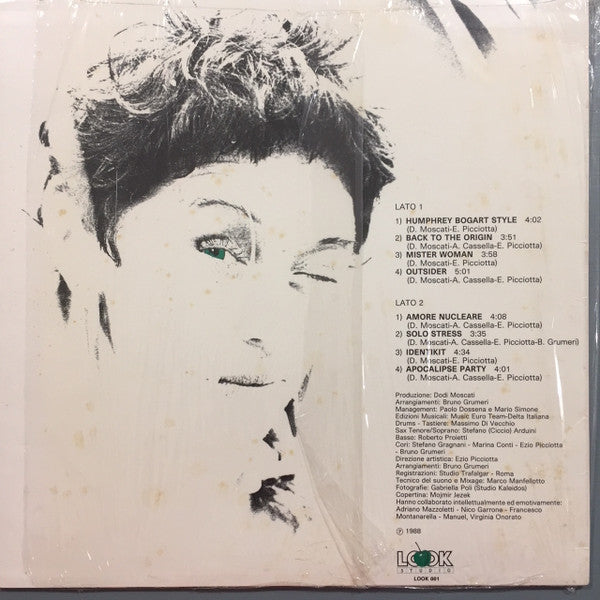 LATO 1
1) HUMPHREY BOGART STYLE 4:02
(D. Moscati-E. Picciotta)
2) BACK TO THE ORIGIN 3:51
(D. Moscati-A. Cassella-E. Picciotta)
3) MISTER WOMAN 3:58
(D. Moscati-E. Picciotta)
4) OUTSIDER 5:01
(D. Moscati-A. Cassella-E. Picciotta)
LATO 2
1) AMORE NUCLEARE 4:08
(D. Moscati-A. Cassella-E. Picciotta)
2) SOLO STRESS 3:35
(D. Moscati-A. Cassella-E. Picciotta-B. Grumeri)
3) IDENTIKIT 4:34
(D. Moscati-E. Picciotta)
4) APOCALIPSE PARTY 4:01
(D. Moscati-A. Cassella-E. Picciotta)
Produzione: Dodi Moscati
Arrangiamenti: Bruno Grumeri
Management: Paolo Dossena e Mario Simone
Edizioni Musicali: Music Euro Team-Delta Italiana
Drums - Tastiere: Massimo Di Vecchio
Sax Tenore/Soprano: Stefano (Ciccio) Arduini
Basso: Roberto Proietti
Cori: Stefano Gragnani - Marina Conti - Ezio Picciotta
- Bruno Grumeri
Direzione artistica: Ezio Picciotta
Arrangiamenti: Bruno Grumeri
Registrazioni: Studio Trafalgar - Roma
Tecnico del suono e Mixage: Marco Manfellotto
Fotografie: Gabriella Poli (Studio Kaleidos)
Copertina: Mojmir Jezek
Hanno collaborato intellettualmente ed emotivamente:
Adriano Mazzoletti - Nico Garrone - Francesco
Montanarella - Manuel, Virginia Onorato
℗ 1988
LOOK
STUDIO
LOOK 001